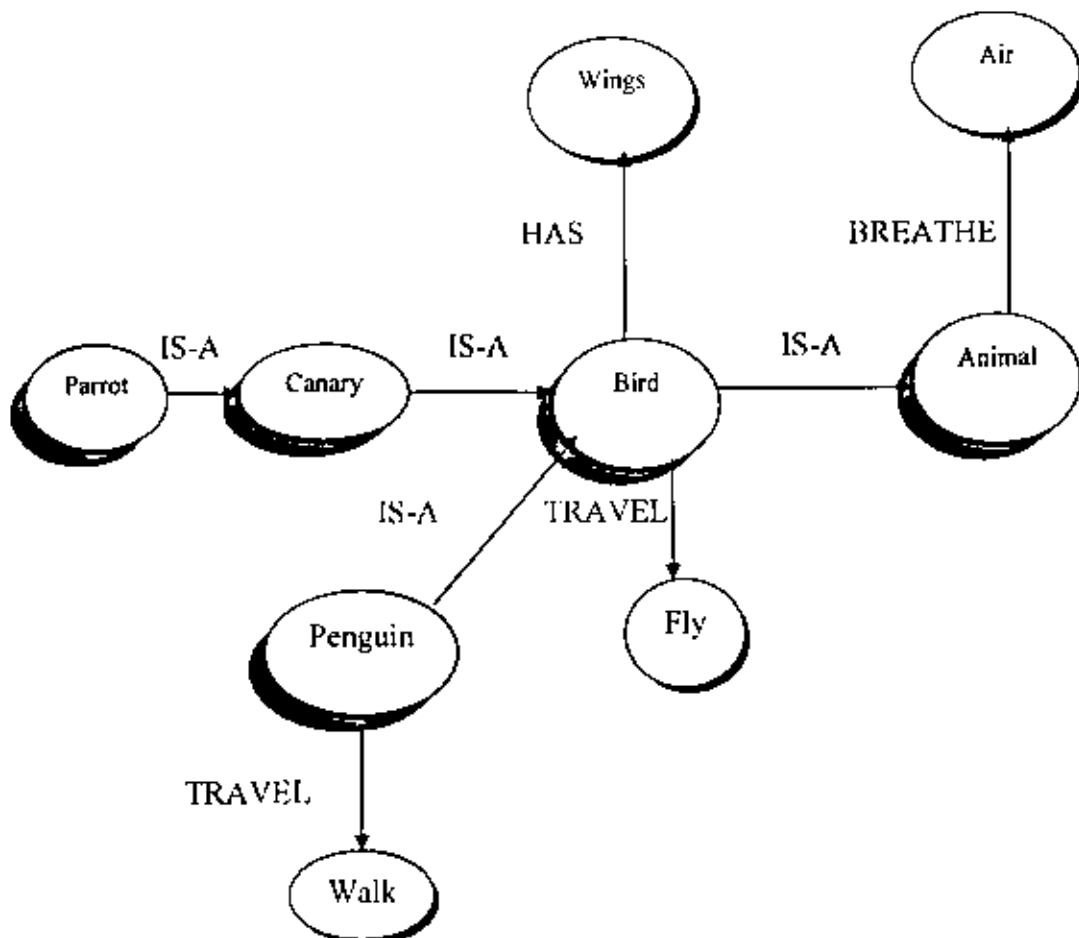 Wings
Air
HAS
BREATHE
IS-A
IS-A
IS-A
Parrot
Canary
Bird
Animal
IS-A
TRAVEL
Penguin
Fly
TRAVEL
Walk